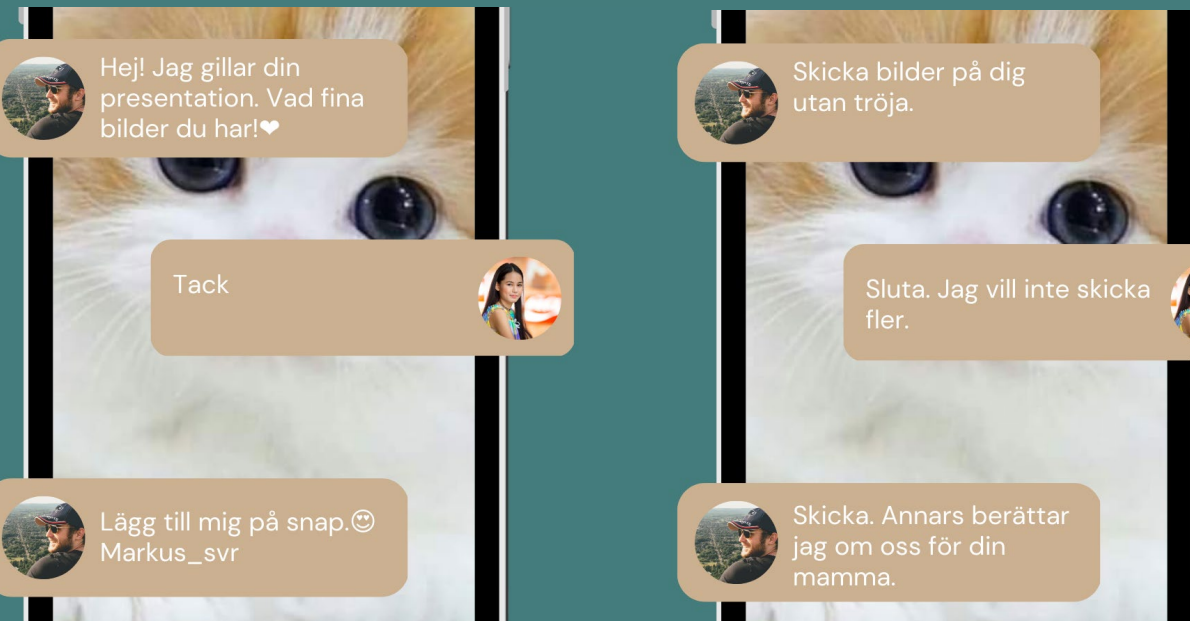 Hej! Jag gillar din
presentation. Vad fina
bilder du har!❤
Tack
Lägg till mig på snap.😍
Markus_svr
Skicka bilder på dig
utan tröja.
Sluta. Jag vill inte skicka
fler.
Skicka. Annars berättar
jag om oss för din
mamma.